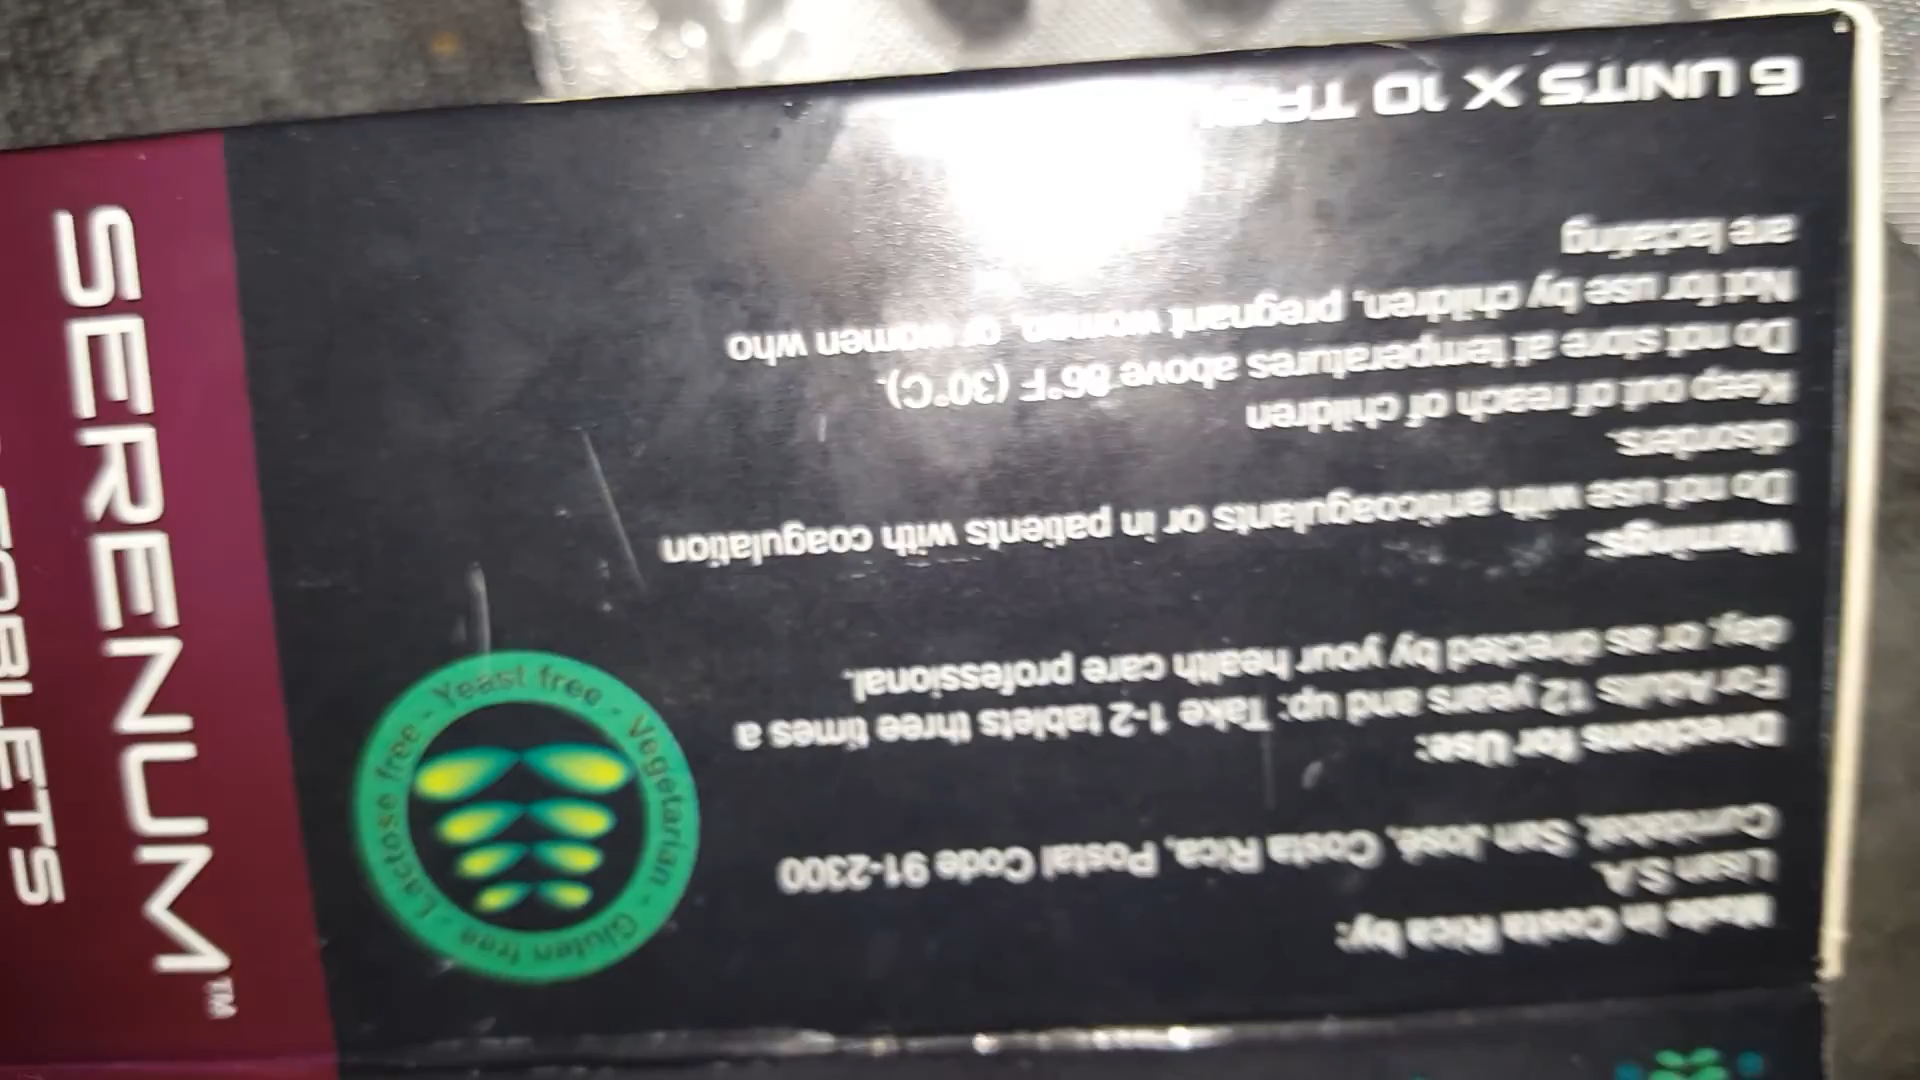 SERENUM™
TABLETS
Made in Costa Rica by:
Lisan S.A.
Curridabat, San José, Costa Rica, Postal Code 91-2300
Directions for Use:
For Adults 12 years and up: Take 1-2 tablets three times a
day, or as directed by your health care professional.
Warnings:
Do not use with anticoagulants or in patients with coagulation
disorders.
Keep out of reach of children
Do not store at temperatures above 86°F (30°C).
Not for use by children, pregnant women, or women who
are lactating
6 UNITS X 10
Lactose free - Yeast free - Vegetarian - Gluten free -